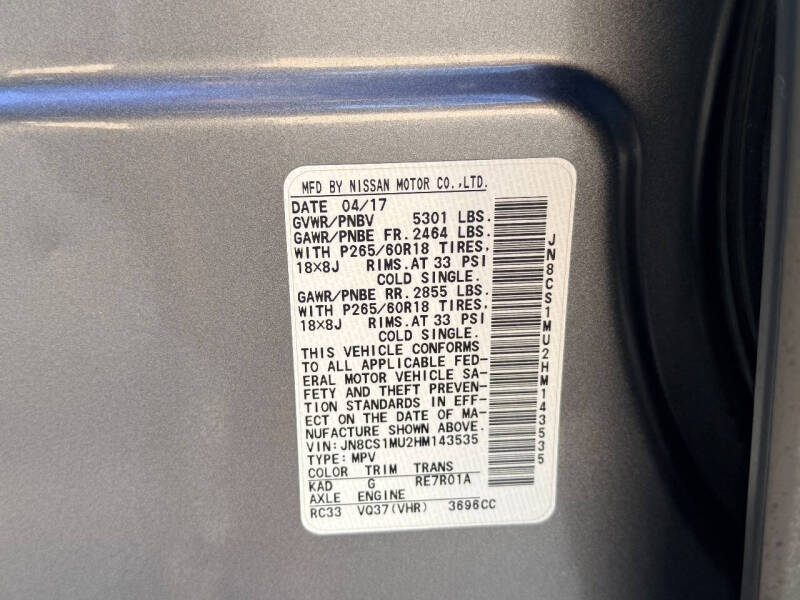 MFD BY NISSAN MOTOR CO.,LTD.
DATE 04/17
GVWR/PNBV 5301 LBS.
GAWR/PNBE FR. 2464 LBS.
WITH P265/60R18 TIRES,
18×8J RIMS. AT 33 PSI
COLD SINGLE.
GAWR/PNBE RR. 2855 LBS.
WITH P265/60R18 TIRES,
18×8J RIMS. AT 33 PSI
COLD SINGLE.
THIS VEHICLE CONFORMS
TO ALL APPLICABLE FED-
ERAL MOTOR VEHICLE SA-
FETY AND THEFT PREVEN-
TION STANDARDS IN EFF-
ECT ON THE DATE OF MA-
NUFACTURE SHOWN ABOVE.
VIN: JN8CS1MU2HM143535
TYPE: MPV
COLOR TRIM TRANS
KAD G RE7R01A
AXLE ENGINE
RC33 VQ37(VHR) 3696CC
JN8CS1MU2HM143535